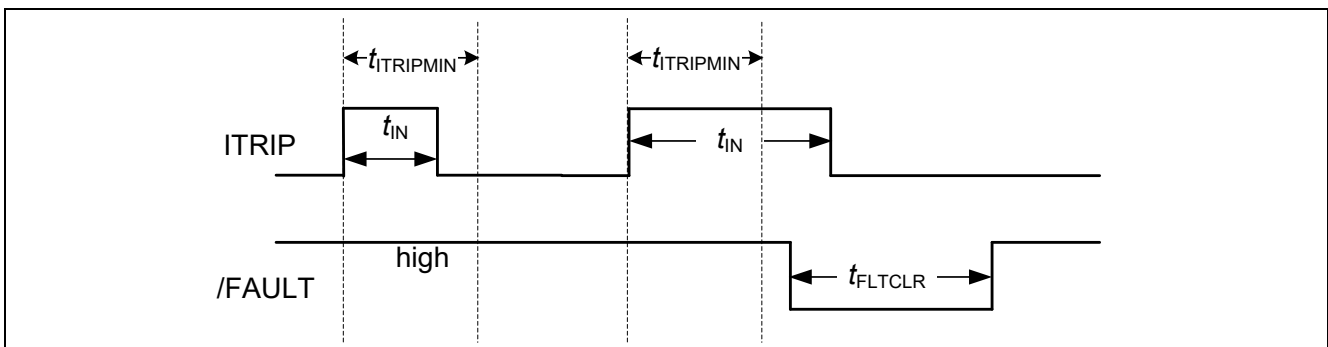 tITRIPMIN tITRIPMIN
tIN
ITRIP tIN
high
/FAULT tFLTCLR